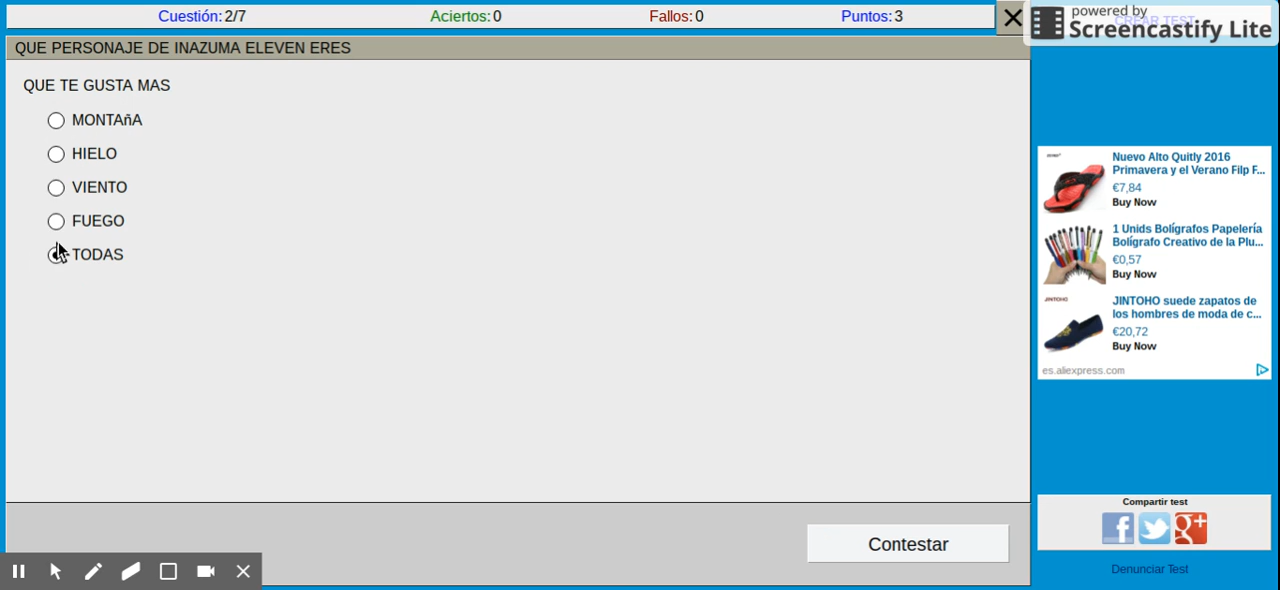 Cuestión: 2/7
Aciertos: 0
Fallos: 0
Puntos: 3
powered by
CREAR TEST
Screencastify Lite
QUE PERSONAJE DE INAZUMA ELEVEN ERES
QUE TE GUSTA MAS
MONTAñA
HIELO
VIENTO
FUEGO
TODAS
Nuevo Alto Quitly 2016
Primavera y el Verano Filp F...
€7,84
Buy Now
1 Unids Bolígrafos Papelería
Bolígrafo Creativo de la Plu...
€0,57
Buy Now
JINTOHO
JINTOHO suede zapatos de
los hombres de moda de c...
€20,72
Buy Now
es.aliexpress.com
Compartir test
Contestar
Denunciar Test